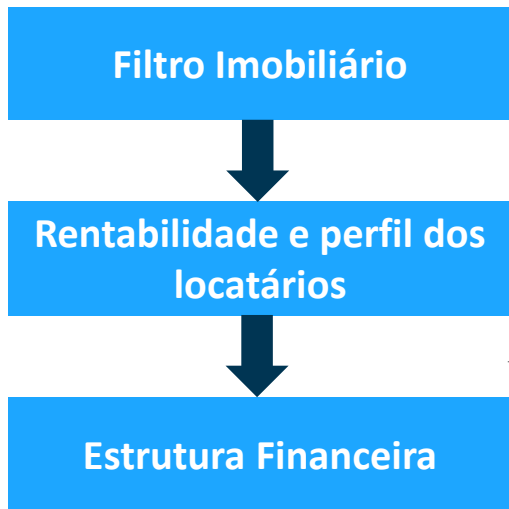 Filtro Imobiliário
Rentabilidade e perfil dos
locatários
Estrutura Financeira